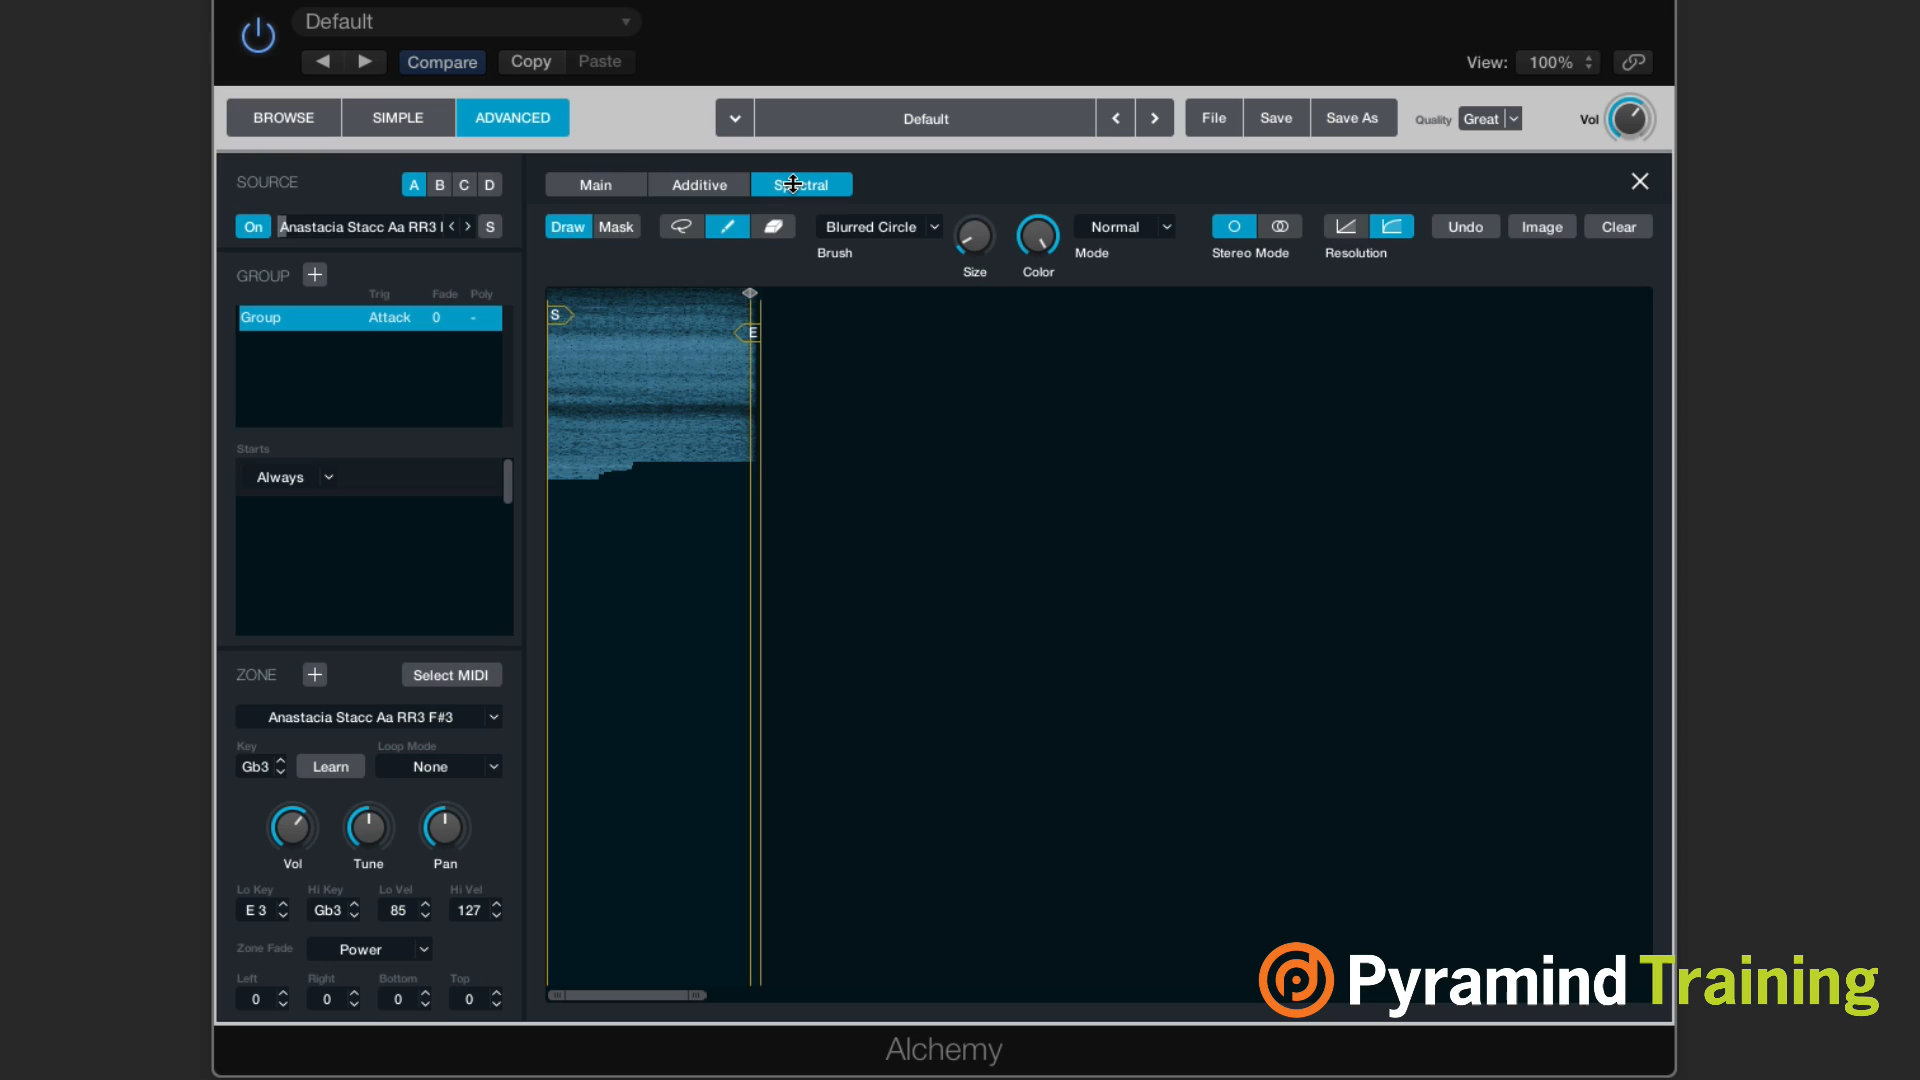 Default
Compare Copy Paste View: 100%
BROWSE SIMPLE ADVANCED Default File Save Save As Quality Great Vol
SOURCE A B C D Main Additive Spectral
On Anastacia Stacc Aa RR3 S Draw Mask Blurred Circle Normal Undo Image Clear
Brush Size Color Mode Stereo Mode Resolution
GROUP
Trig Fade Poly
Group Attack 0 -
S
E
Starts
Always
ZONE Select MIDI
Anastacia Stacc Aa RR3 F#3
Key Loop Mode
Gb3 Learn None
Vol Tune Pan
Lo Key Hi Key Lo Vel Hi Vel
E 3 Gb3 85 127
Zone Fade Power
Left Right Bottom Top
0 0 0 0
Pyramind Training
Alchemy